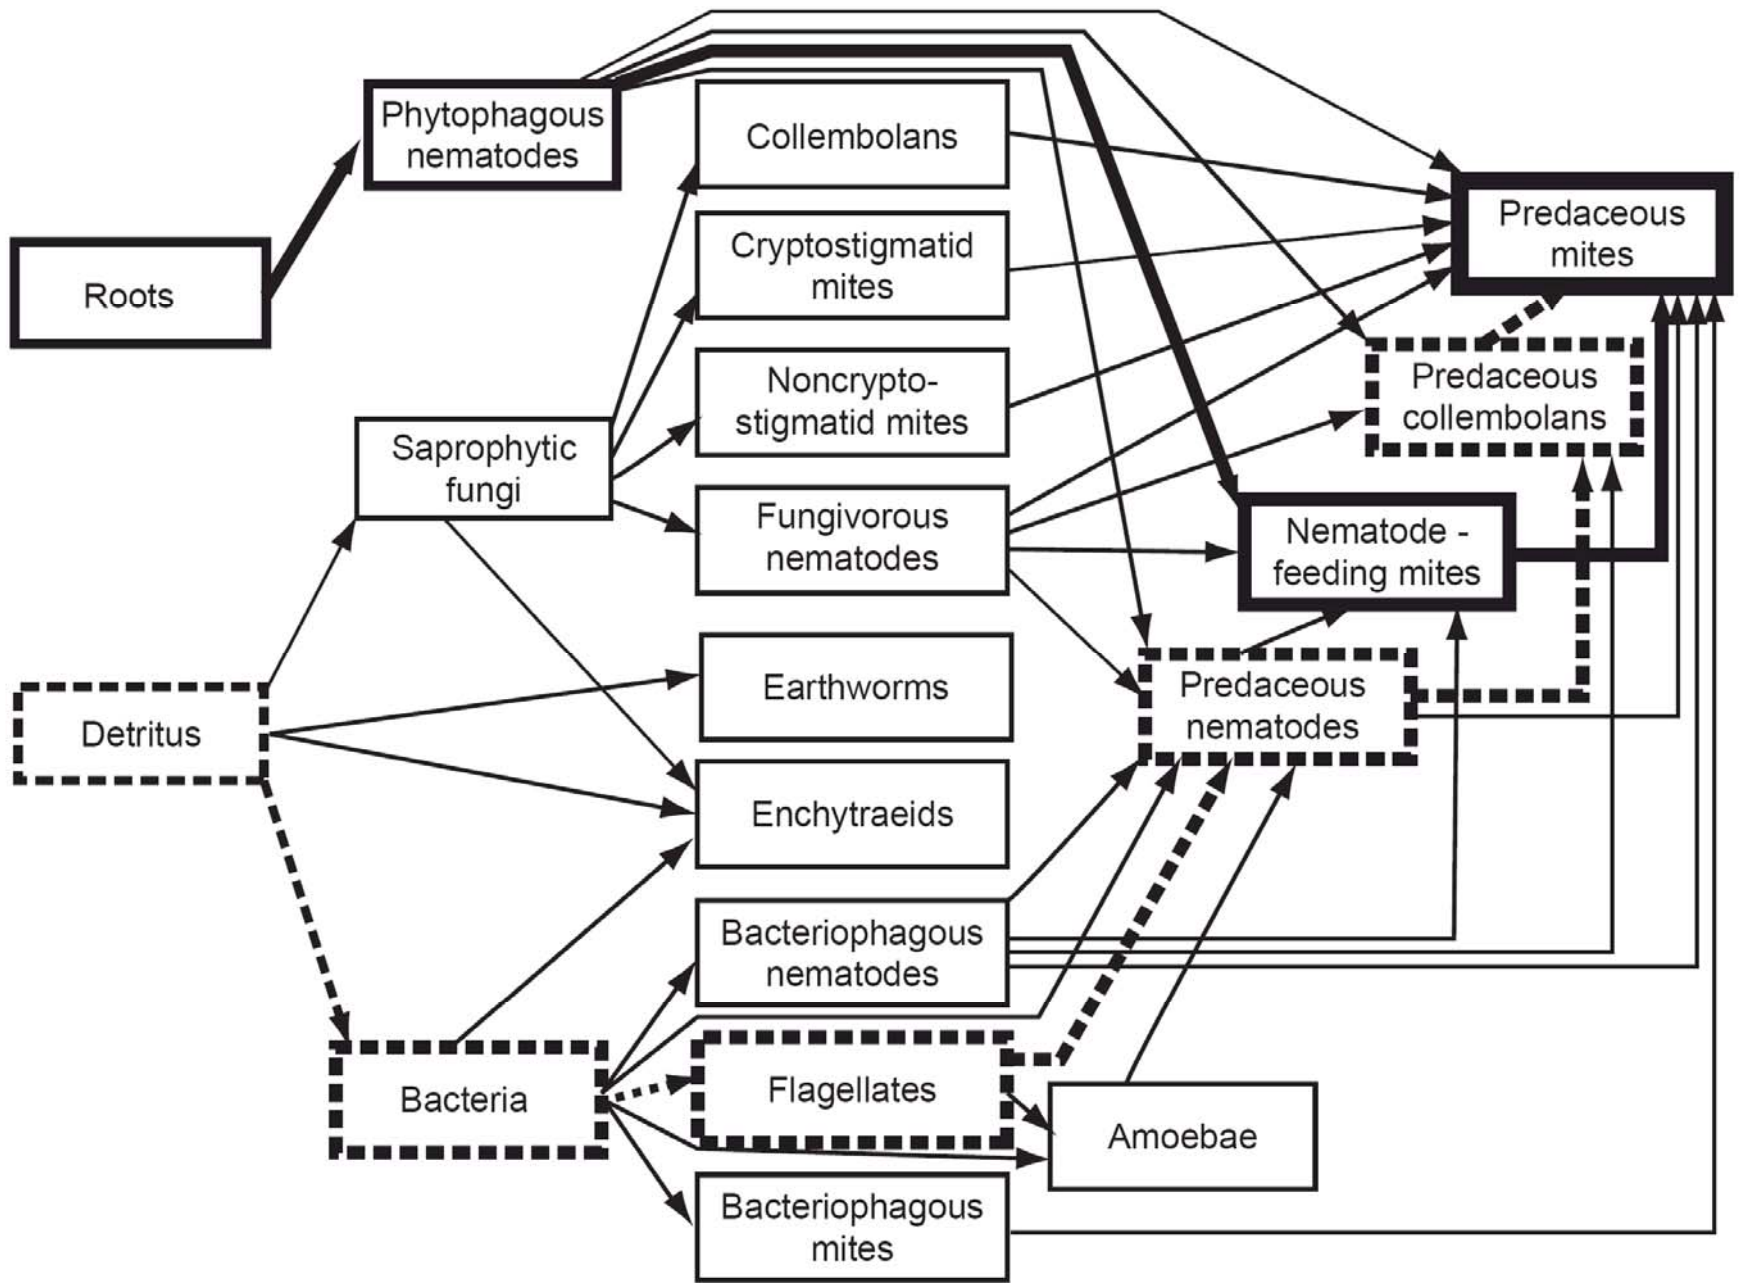 Phytophagous
nematodes
Collembolans
Predaceous
mites
Cryptostigmatid
mites
Roots
Noncrypto-
stigmatid mites
Predaceous
collembolans
Saprophytic
fungi
Fungivorous
nematodes
Nematode -
feeding mites
Earthworms
Predaceous
nematodes
Detritus
Enchytraeids
Bacteriophagous
nematodes
Bacteria
Flagellates
Amoebae
Bacteriophagous
mites